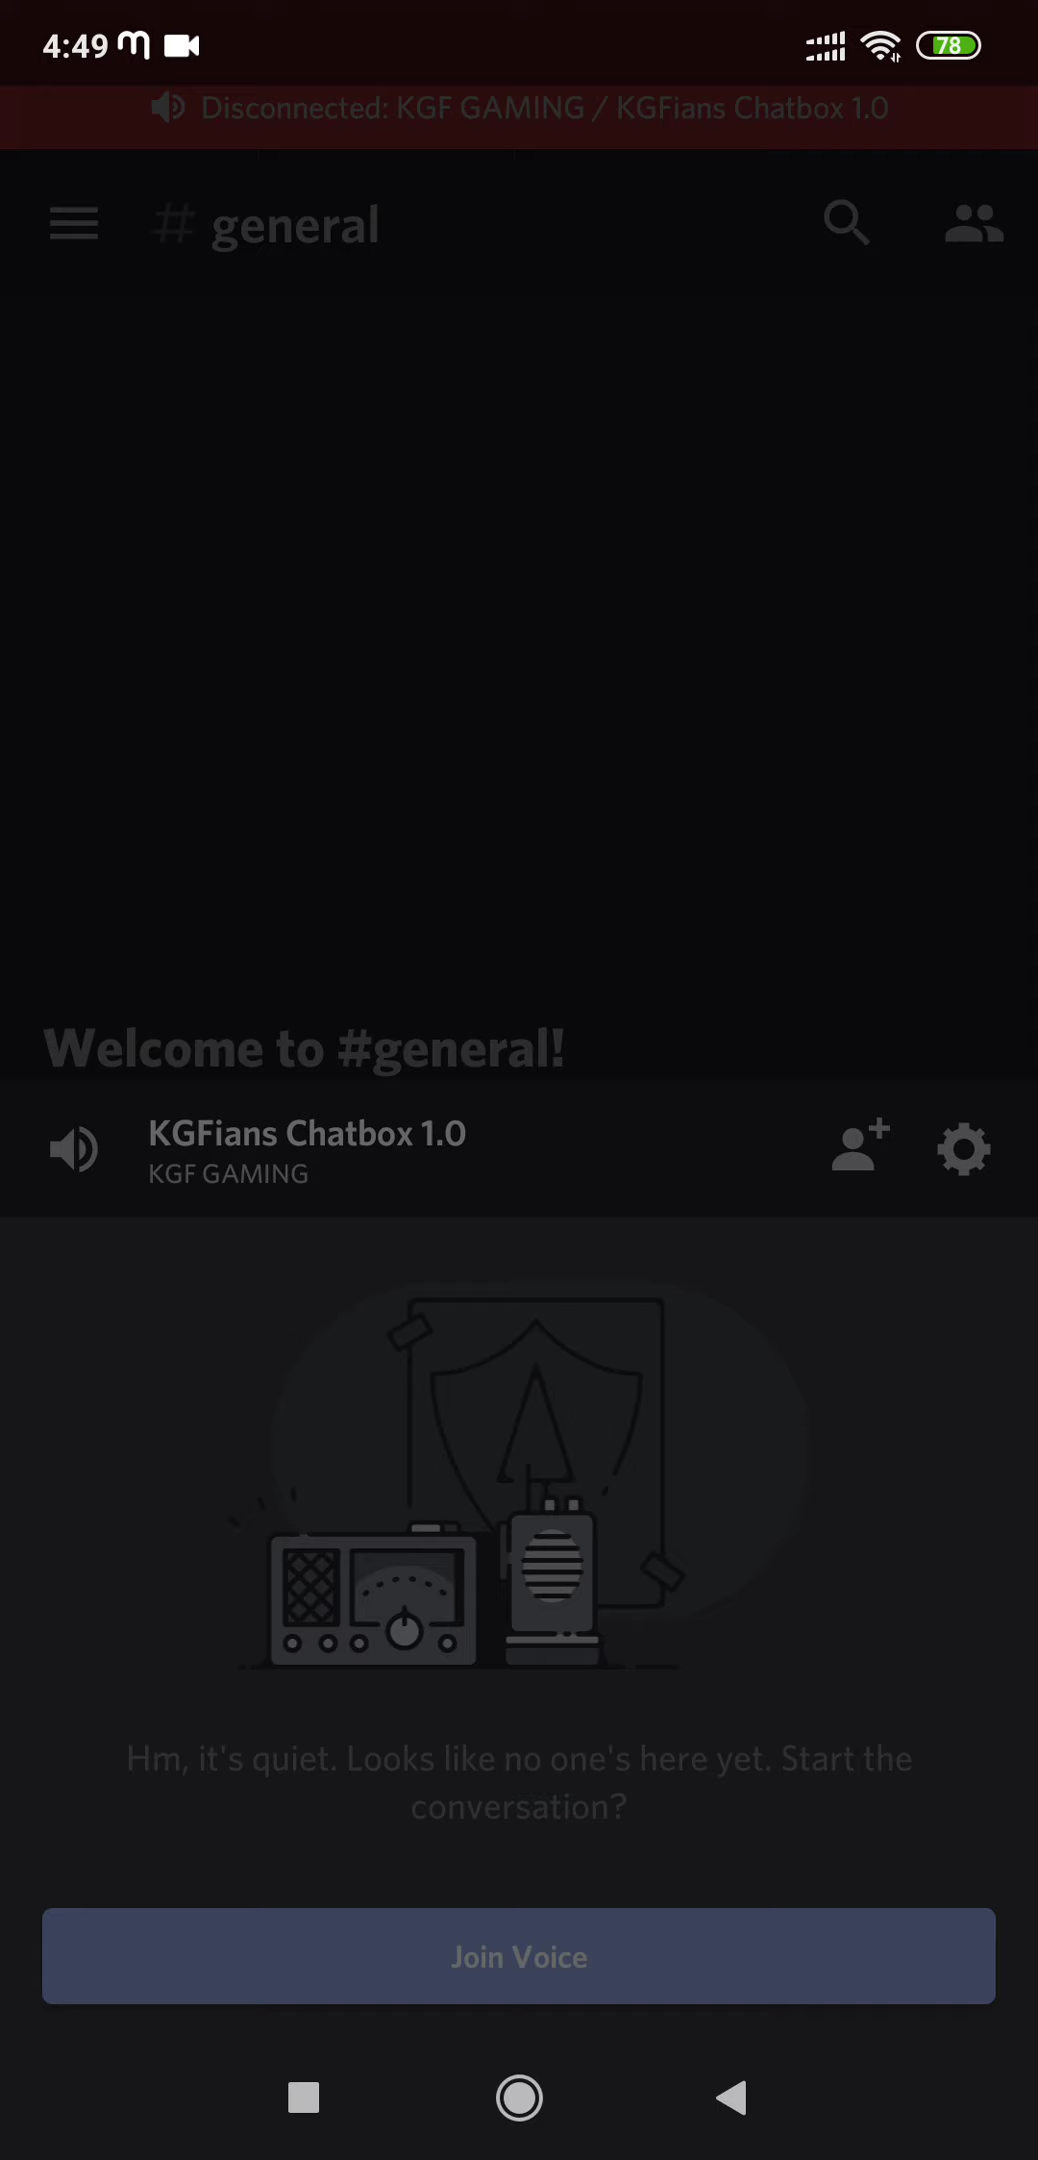 4:49
78
Disconnected: KGF GAMING / KGFians Chatbox 1.0
# general
Welcome to #general!
KGFians Chatbox 1.0
KGF GAMING
Hm, it's quiet. Looks like no one's here yet. Start the
conversation?
Join Voice